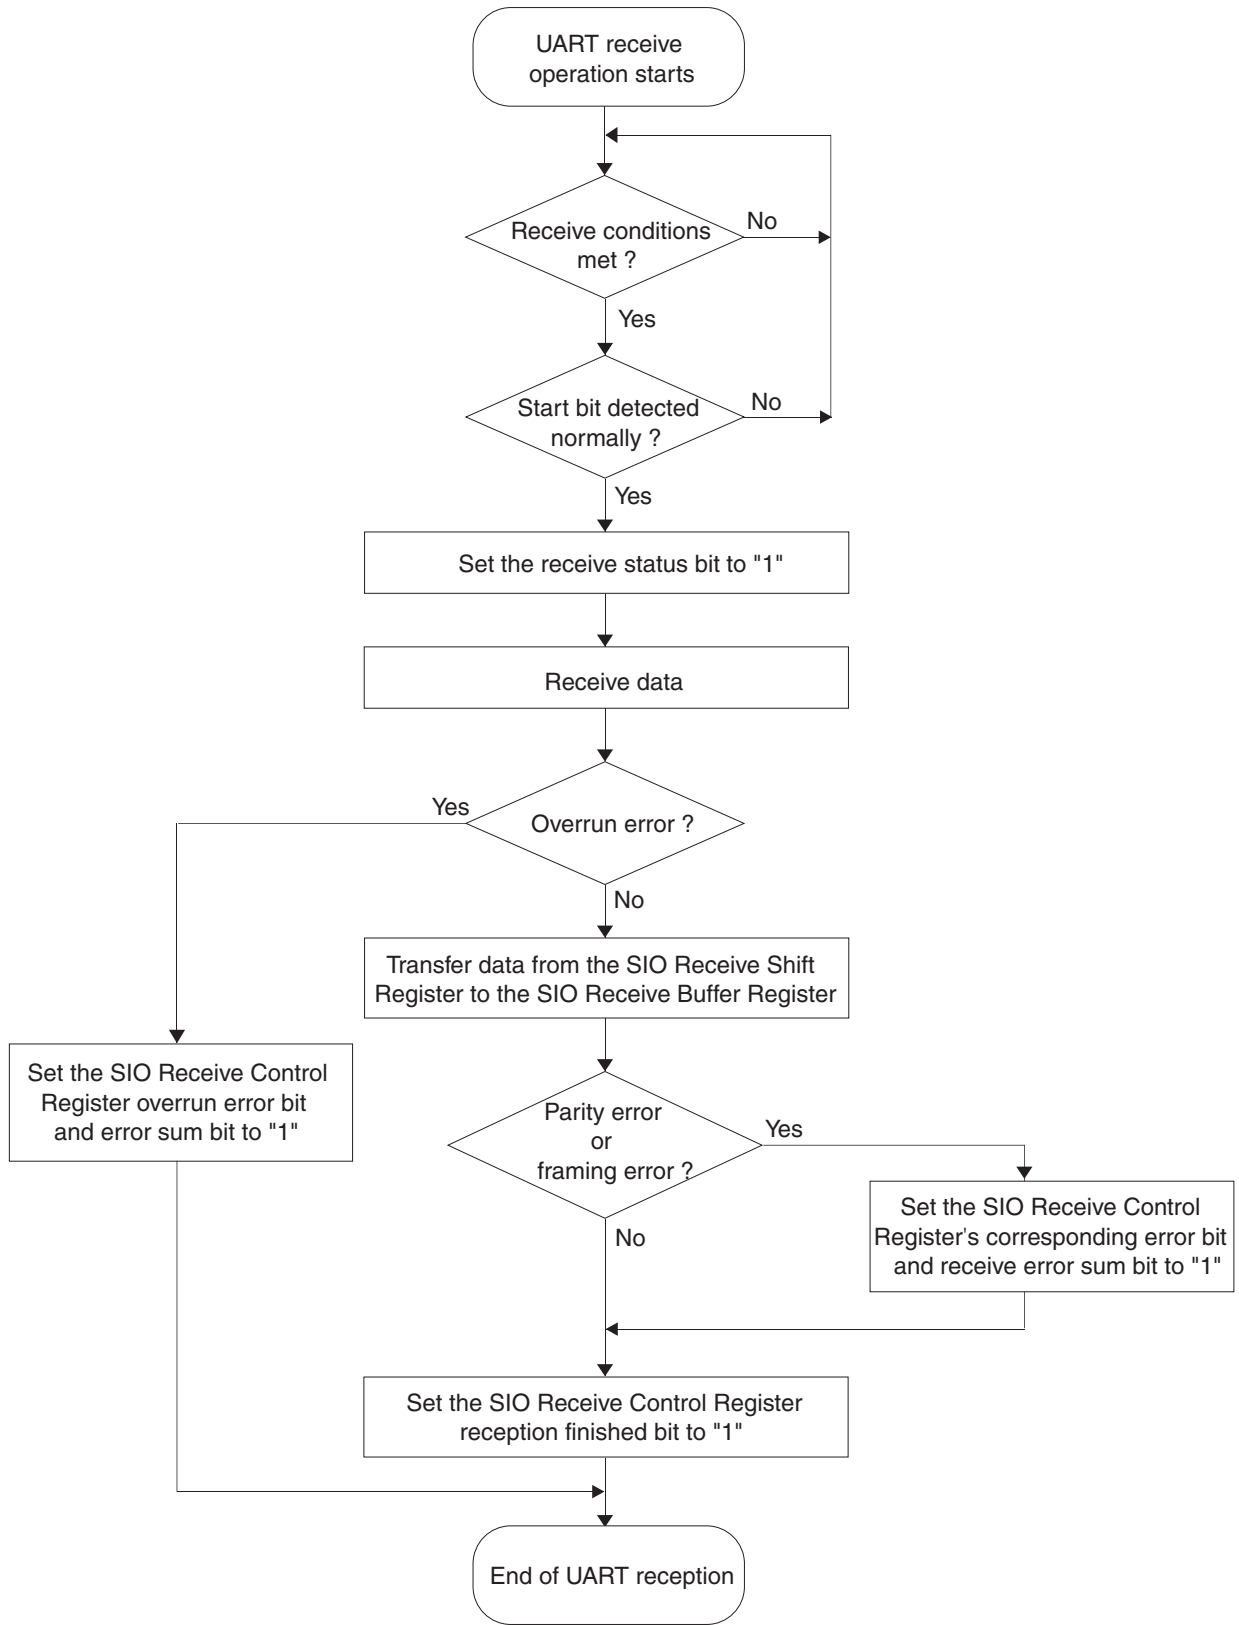 UART receive
operation starts
Receive conditions
met ?
No
Yes
Start bit detected
normally ?
No
Yes
Set the receive status bit to "1"
Receive data
Overrun error ?
Yes
No
Transfer data from the SIO Receive Shift
Register to the SIO Receive Buffer Register
Set the SIO Receive Control
Register overrun error bit
and error sum bit to "1"
Parity error
or
framing error ?
Yes
No
Set the SIO Receive Control
Register's corresponding error bit
and receive error sum bit to "1"
Set the SIO Receive Control Register
reception finished bit to "1"
End of UART reception